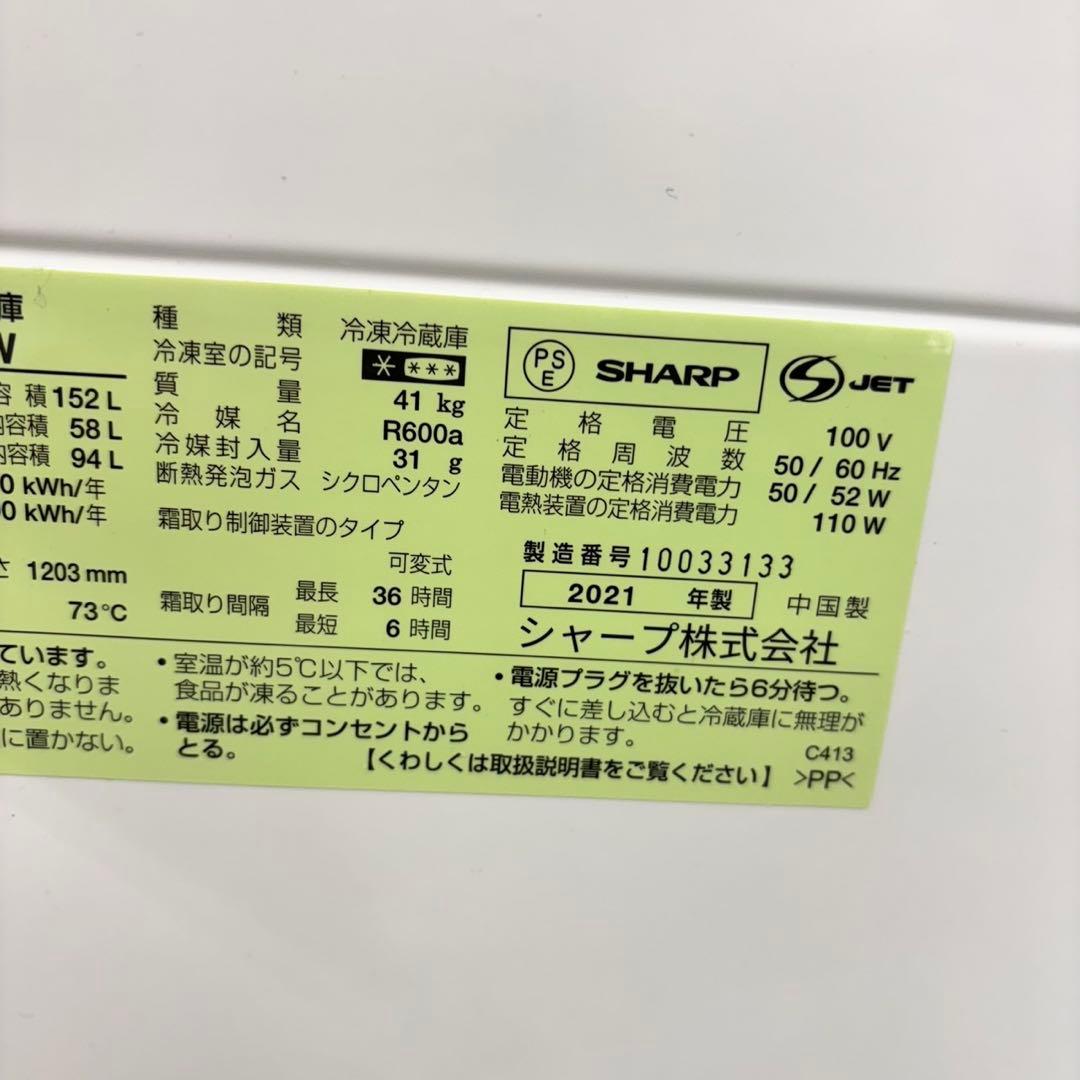 庫
W
種類 冷凍冷蔵庫
冷凍室の記号 * ***
質量 41 kg
冷媒名 R600a
冷媒封入量 31 g
断熱発泡ガス シクロペンタン
容積 152 L
内容積 58 L
内容積 94 L
0 kWh/年
0 kWh/年
さ 1203 mm
73℃
霜取り制御装置のタイプ
可変式
霜取り間隔 最長 36 時間
最短 6 時間
PSE SHARP
S JET
定格電圧 100 V
定格周波数 50 / 60 Hz
電動機の定格消費電力 50 / 52 W
電熱装置の定格消費電力 110 W
製造番号 10033133
2021 年製 中国製
シャープ株式会社
ています。
熱くなりま
ありません。
に置かない。
・室温が約5℃以下では、
食品が凍ることがあります。
・電源は必ずコンセントから
とる。
・電源プラグを抜いたら6分待つ。
すぐに差し込むと冷蔵庫に無理が
かかります。
C413
【くわしくは取扱説明書をご覧ください】 >PP<